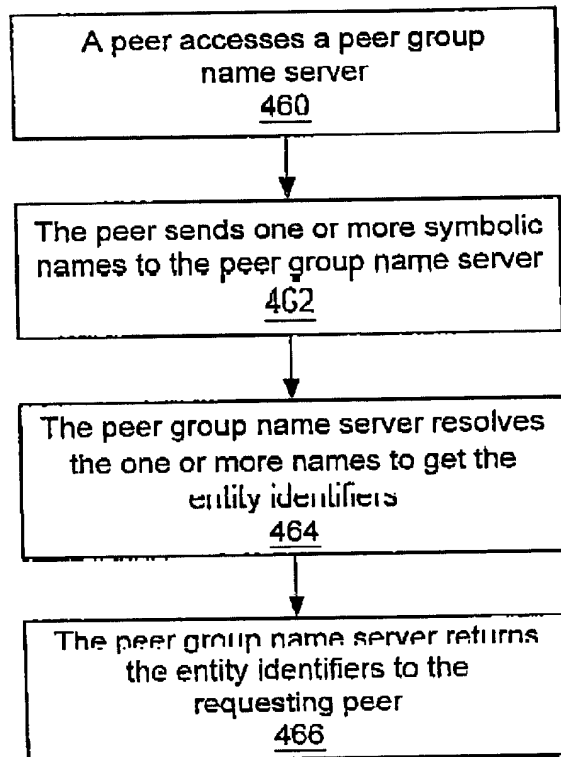 A peer accesses a peer group
name server
460
The peer sends one or more symbolic
names to the peer group name server
462
The peer group name server resolves
the one or more names to get the
entity identifiers
464
The peer group name server returns
the entity identifiers to the
requesting peer
466